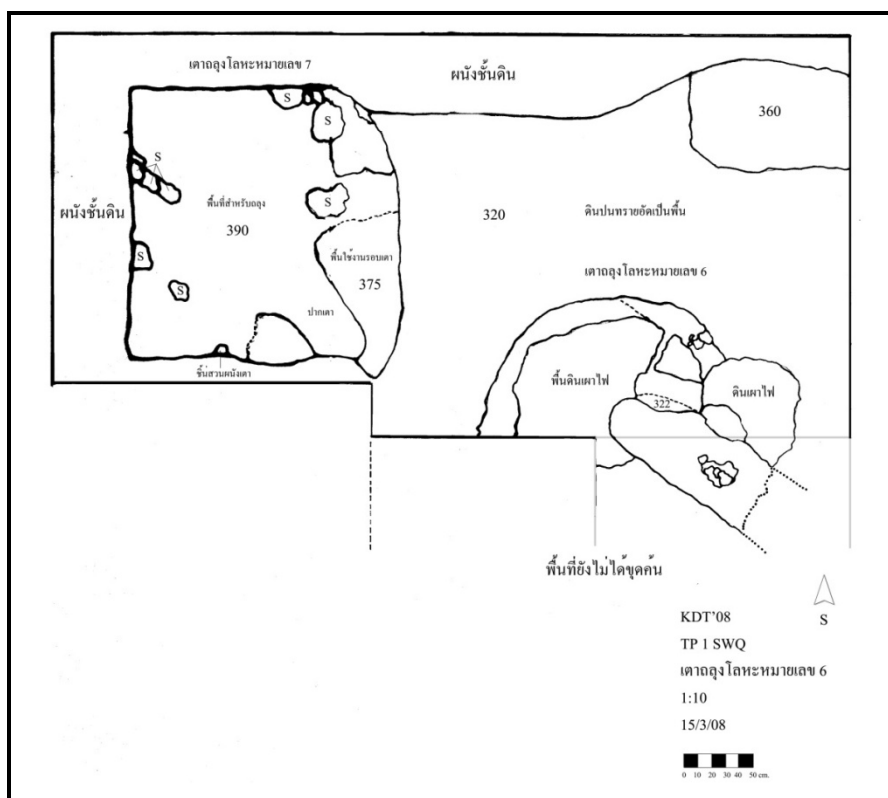 เตาถลุงโลหะหมายเลข 7
ผนังชั้นดิน
360
S
S
S
ผนังชั้นดิน
พื้นที่สำหรับถลุง
S
390
320
ดินปนทรายอัดเป็นพื้น
S
พื้นใช้งานรอบเตา
375
เตาถลุงโลหะหมายเลข 6
S
ปากเตา
ชิ้นส่วนผนังเตา
พื้นดินเผาไฟ
ดินเผาไฟ
322
พื้นที่ยังไม่ได้ขุดค้น
S
KDT'08
TP 1 SWQ
เตาถลุงโลหะหมายเลข 6
1:10
15/3/08
0 10 20 30 40 50 cm.